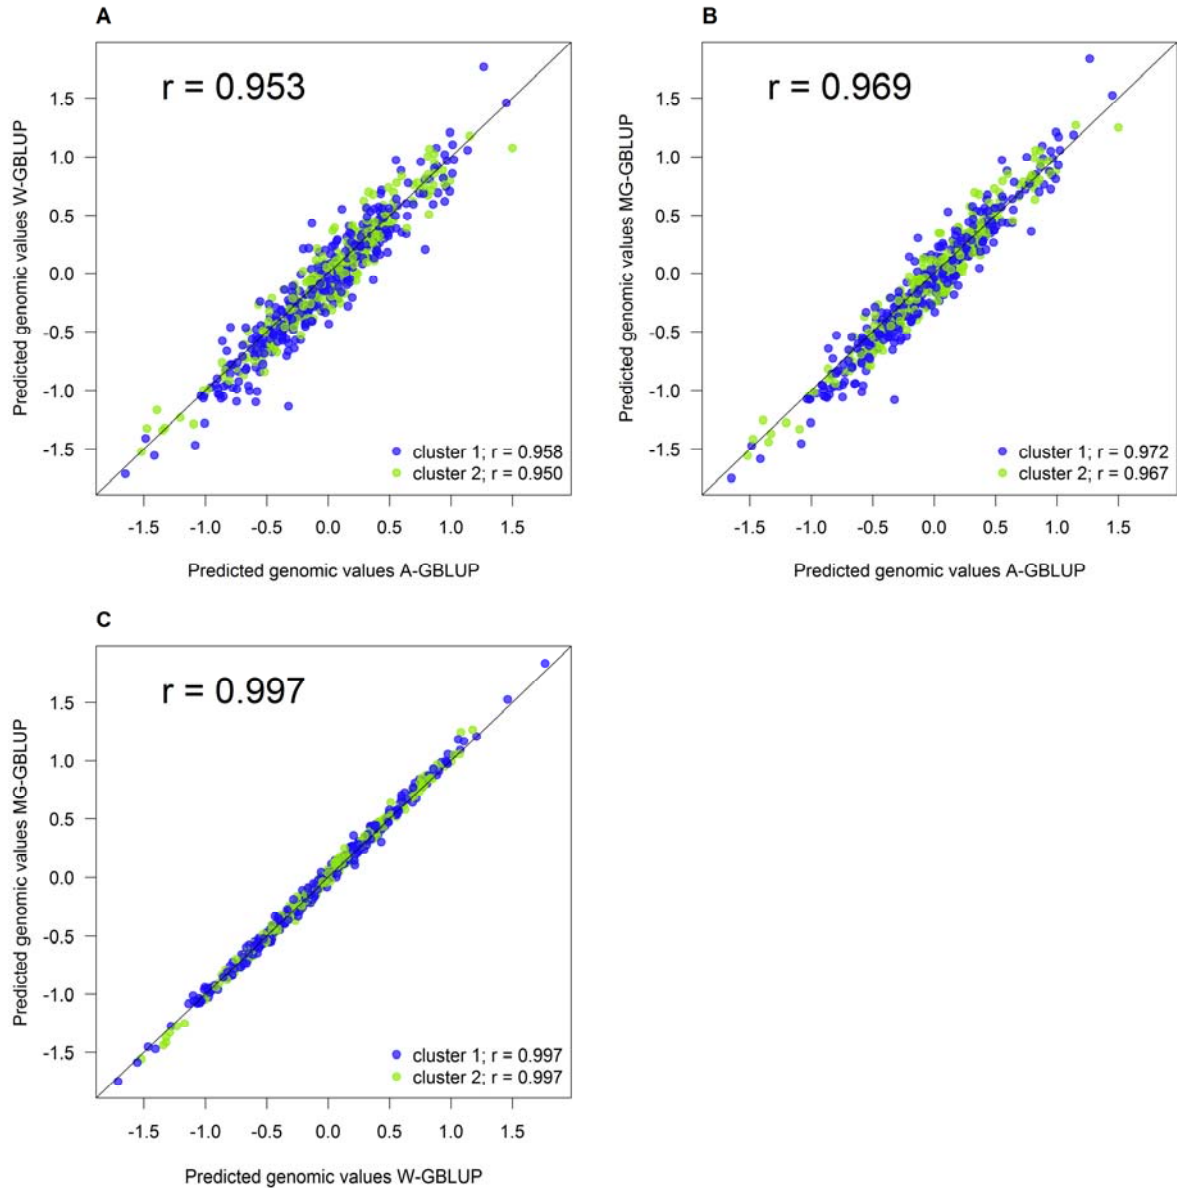 A
r = 0.953
Predicted genomic values W-GBLUP
1.5
1.0
0.5
0.0
-0.5
-1.0
-1.5
cluster 1; r = 0.958
cluster 2; r = 0.950
-1.5 -1.0 -0.5 0.0 0.5 1.0 1.5
Predicted genomic values A-GBLUP
B
r = 0.969
Predicted genomic values MG-GBLUP
1.5
1.0
0.5
0.0
-0.5
-1.0
-1.5
cluster 1; r = 0.972
cluster 2; r = 0.967
-1.5 -1.0 -0.5 0.0 0.5 1.0 1.5
Predicted genomic values A-GBLUP
C
r = 0.997
Predicted genomic values MG-GBLUP
1.5
1.0
0.5
0.0
-0.5
-1.0
-1.5
cluster 1; r = 0.997
cluster 2; r = 0.997
-1.5 -1.0 -0.5 0.0 0.5 1.0 1.5
Predicted genomic values W-GBLUP